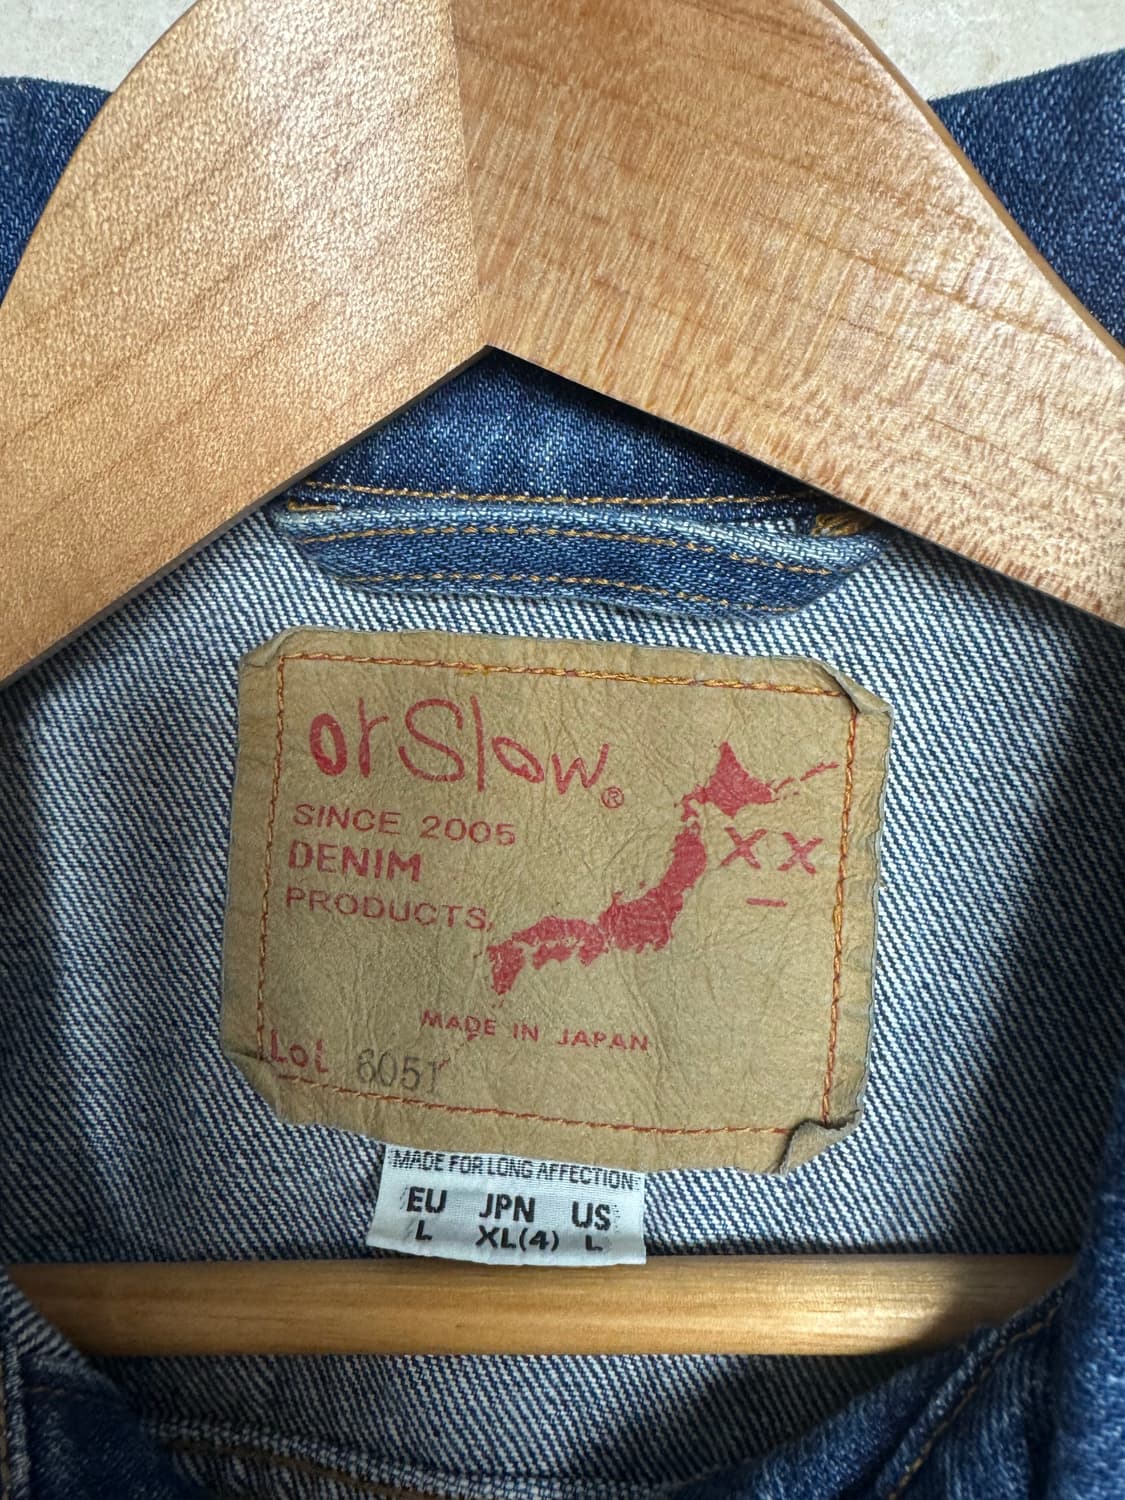 orSlow®
SINCE 2005
DENIM
PRODUCTS,
XX
MADE IN JAPAN
Lot 6051
MADE FOR LONG AFFECTION
EU JPN US
L XL(4) L